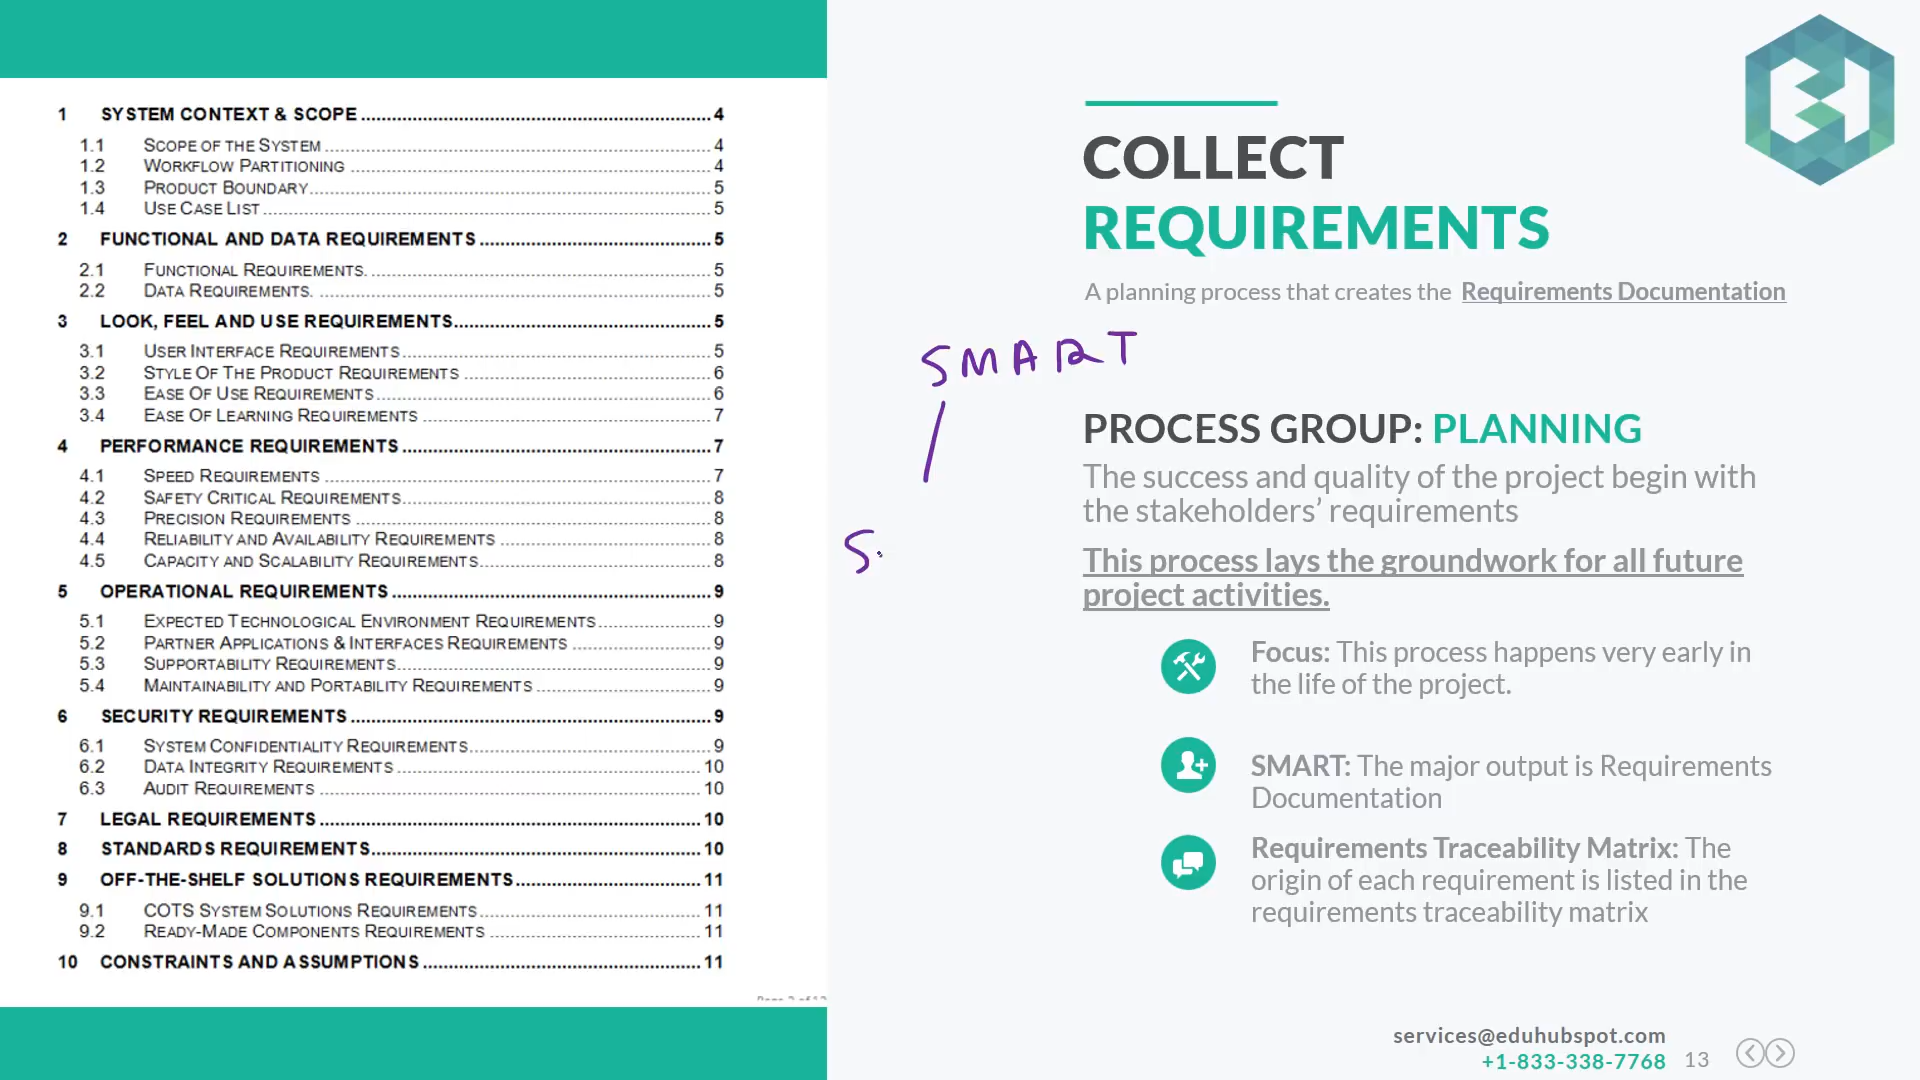 1 SYSTEM CONTEXT & SCOPE 4
1.1 SCOPE OF THE SYSTEM 4
1.2 WORKFLOW PARTITIONING 4
1.3 PRODUCT BOUNDARY 5
1.4 USE CASE LIST 5
2 FUNCTIONAL AND DATA REQUIREMENTS 5
2.1 FUNCTIONAL REQUIREMENTS. 5
2.2 DATA REQUIREMENTS. 5
3 LOOK, FEEL AND USE REQUIREMENTS 5
3.1 USER INTERFACE REQUIREMENTS 5
3.2 STYLE OF THE PRODUCT REQUIREMENTS 6
3.3 EASE OF USE REQUIREMENTS 6
3.4 EASE OF LEARNING REQUIREMENTS 7
4 PERFORMANCE REQUIREMENTS 7
4.1 SPEED REQUIREMENTS 7
4.2 SAFETY CRITICAL REQUIREMENTS 8
4.3 PRECISION REQUIREMENTS 8
4.4 RELIABILITY AND AVAILABILITY REQUIREMENTS 8
4.5 CAPACITY AND SCALABILITY REQUIREMENTS 8
5 OPERATIONAL REQUIREMENTS 9
5.1 EXPECTED TECHNOLOGICAL ENVIRONMENT REQUIREMENTS 9
5.2 PARTNER APPLICATIONS & INTERFACES REQUIREMENTS 9
5.3 SUPPORTABILITY REQUIREMENTS 9
5.4 MAINTAINABILITY AND PORTABILITY REQUIREMENTS 9
6 SECURITY REQUIREMENTS 9
6.1 SYSTEM CONFIDENTIALITY REQUIREMENTS 9
6.2 DATA INTEGRITY REQUIREMENTS 10
6.3 AUDIT REQUIREMENTS 10
7 LEGAL REQUIREMENTS 10
8 STANDARDS REQUIREMENTS 10
9 OFF-THE-SHELF SOLUTIONS REQUIREMENTS 11
9.1 COTS SYSTEM SOLUTIONS REQUIREMENTS 11
9.2 READY-MADE COMPONENTS REQUIREMENTS 11
10 CONSTRAINTS AND ASSUMPTIONS 11
COLLECT
REQUIREMENTS
A planning process that creates the Requirements Documentation
SMART
S
PROCESS GROUP: PLANNING
The success and quality of the project begin with
the stakeholders’ requirements
This process lays the groundwork for all future
project activities.
Focus: This process happens very early in
the life of the project.
SMART: The major output is Requirements
Documentation
Requirements Traceability Matrix: The
origin of each requirement is listed in the
requirements traceability matrix
services@eduhubspot.com
+1-833-338-7768
13